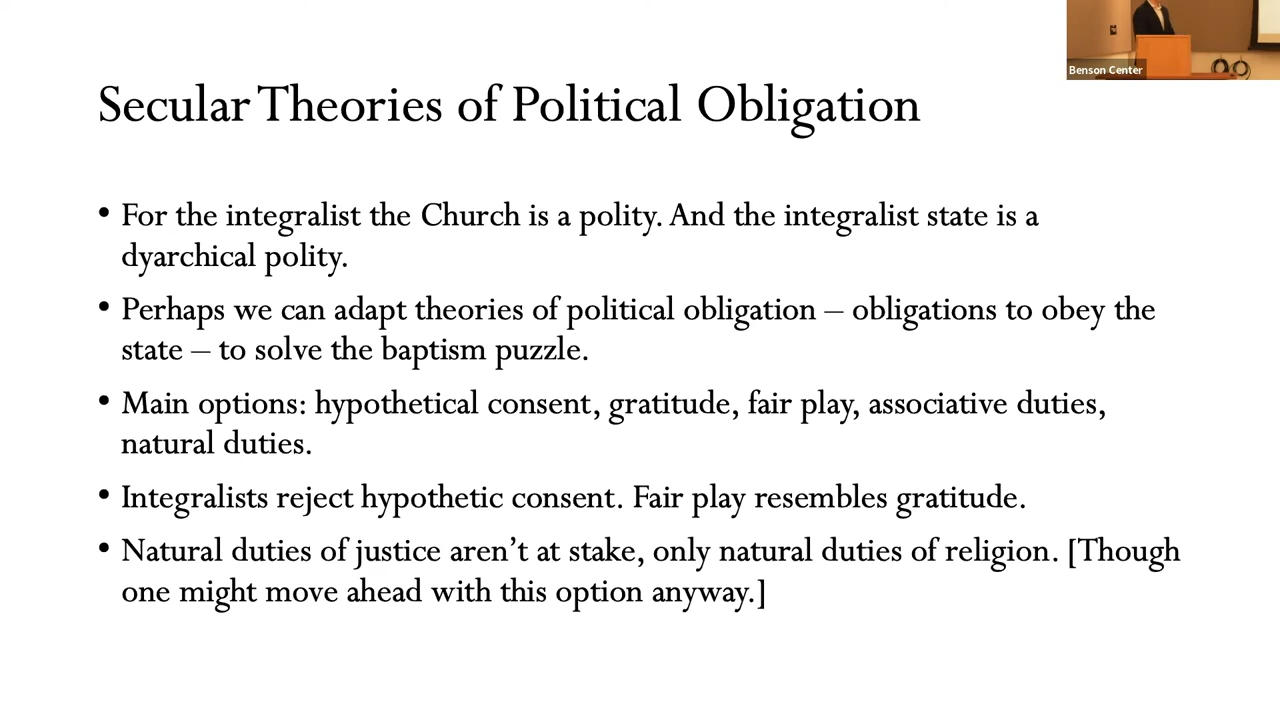 Benson Center
Secular Theories of Political Obligation
• For the integralist the Church is a polity. And the integralist state is a
dyarchical polity.
• Perhaps we can adapt theories of political obligation – obligations to obey the
state – to solve the baptism puzzle.
• Main options: hypothetical consent, gratitude, fair play, associative duties,
natural duties.
• Integralists reject hypothetic consent. Fair play resembles gratitude.
• Natural duties of justice aren’t at stake, only natural duties of religion. [Though
one might move ahead with this option anyway.]